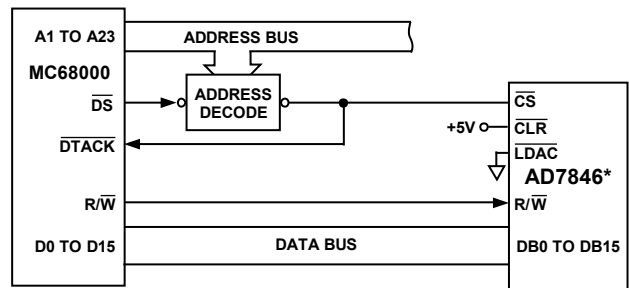 A1 TO A23
ADDRESS BUS
MC68000
DS
ADDRESS
DECODE
CS
+5V
CLR
DTACK
LDAC
AD7846*
R/W
R/W
D0 TO D15
DATA BUS
DB0 TO DB15